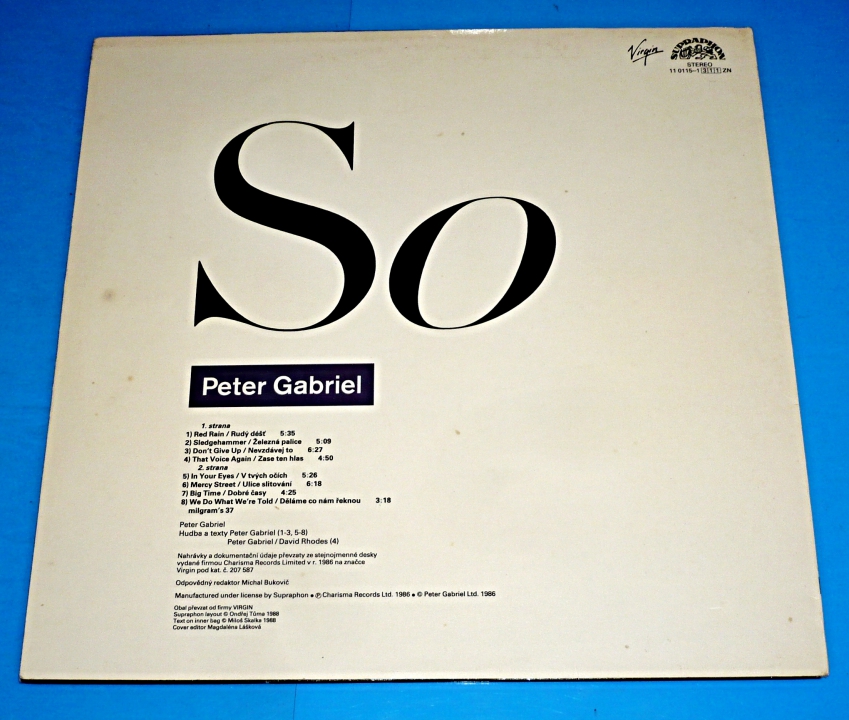 Virgin
SUPRAPHON
STEREO
11 0115-1 311 ZN
So
Peter Gabriel
1. strana
1) Red Rain / Rudý déšť 5:35
2) Sledgehammer / Železná palice 5:09
3) Don't Give Up / Nevzdávej to 6:27
4) That Voice Again / Zase ten hlas 4:50
2. strana
5) In Your Eyes / V tvých očích 5:26
6) Mercy Street / Ulice slitování 6:18
7) Big Time / Dobré časy 4:25
8) We Do What We're Told / Děláme co nám řeknou 3:18
milgram's 37
Peter Gabriel
Hudba a texty Peter Gabriel (1-3, 5-8)
Peter Gabriel / David Rhodes (4)
Nahrávky a dokumentační údaje převzaty ze stejnojmenné desky
vydané firmou Charisma Records Limited v r. 1986 na značce
Virgin pod kat. č. 207 587
Odpovědný redaktor Michal Bukovič
Manufactured under license by Supraphon ● ℗ Charisma Records Ltd. 1986 ● © Peter Gabriel Ltd. 1986
Obal převzat od firmy VIRGIN
Supraphon layout © Ondřej Tůma 1988
Text on inner bag © Miloš Skalka 1988
Cover editor Magdaléna Lášková